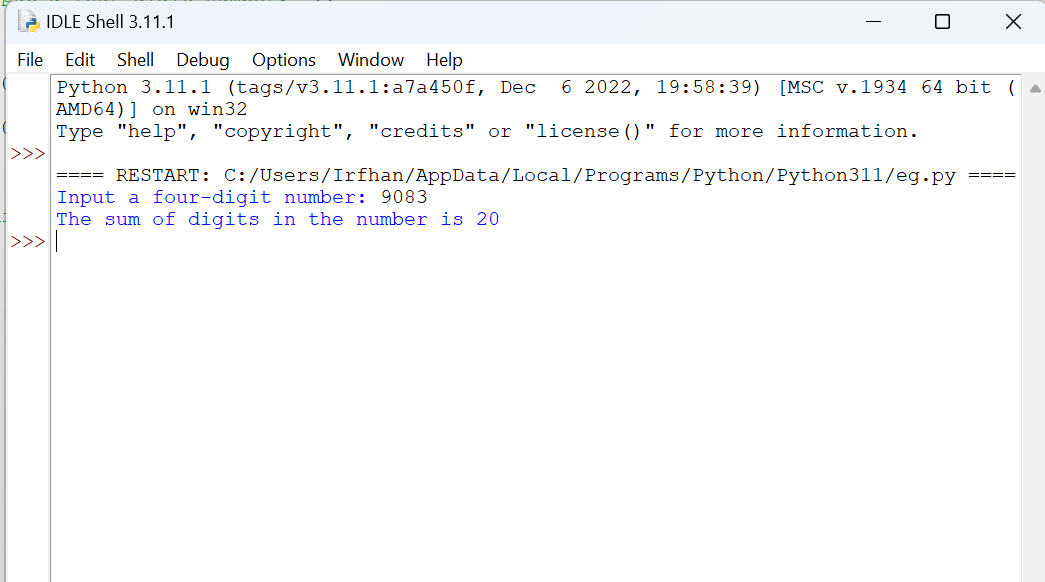 IDLE Shell 3.11.1
File Edit Shell Debug Options Window Help
Python 3.11.1 (tags/v3.11.1:a7a450f, Dec  6 2022, 19:58:39) [MSC v.1934 64 bit (
AMD64)] on win32
Type "help", "copyright", "credits" or "license()" for more information.
>>>
==== RESTART: C:/Users/Irfhan/AppData/Local/Programs/Python/Python311/eg.py ====
Input a four-digit number: 9083
The sum of digits in the number is 20
>>>